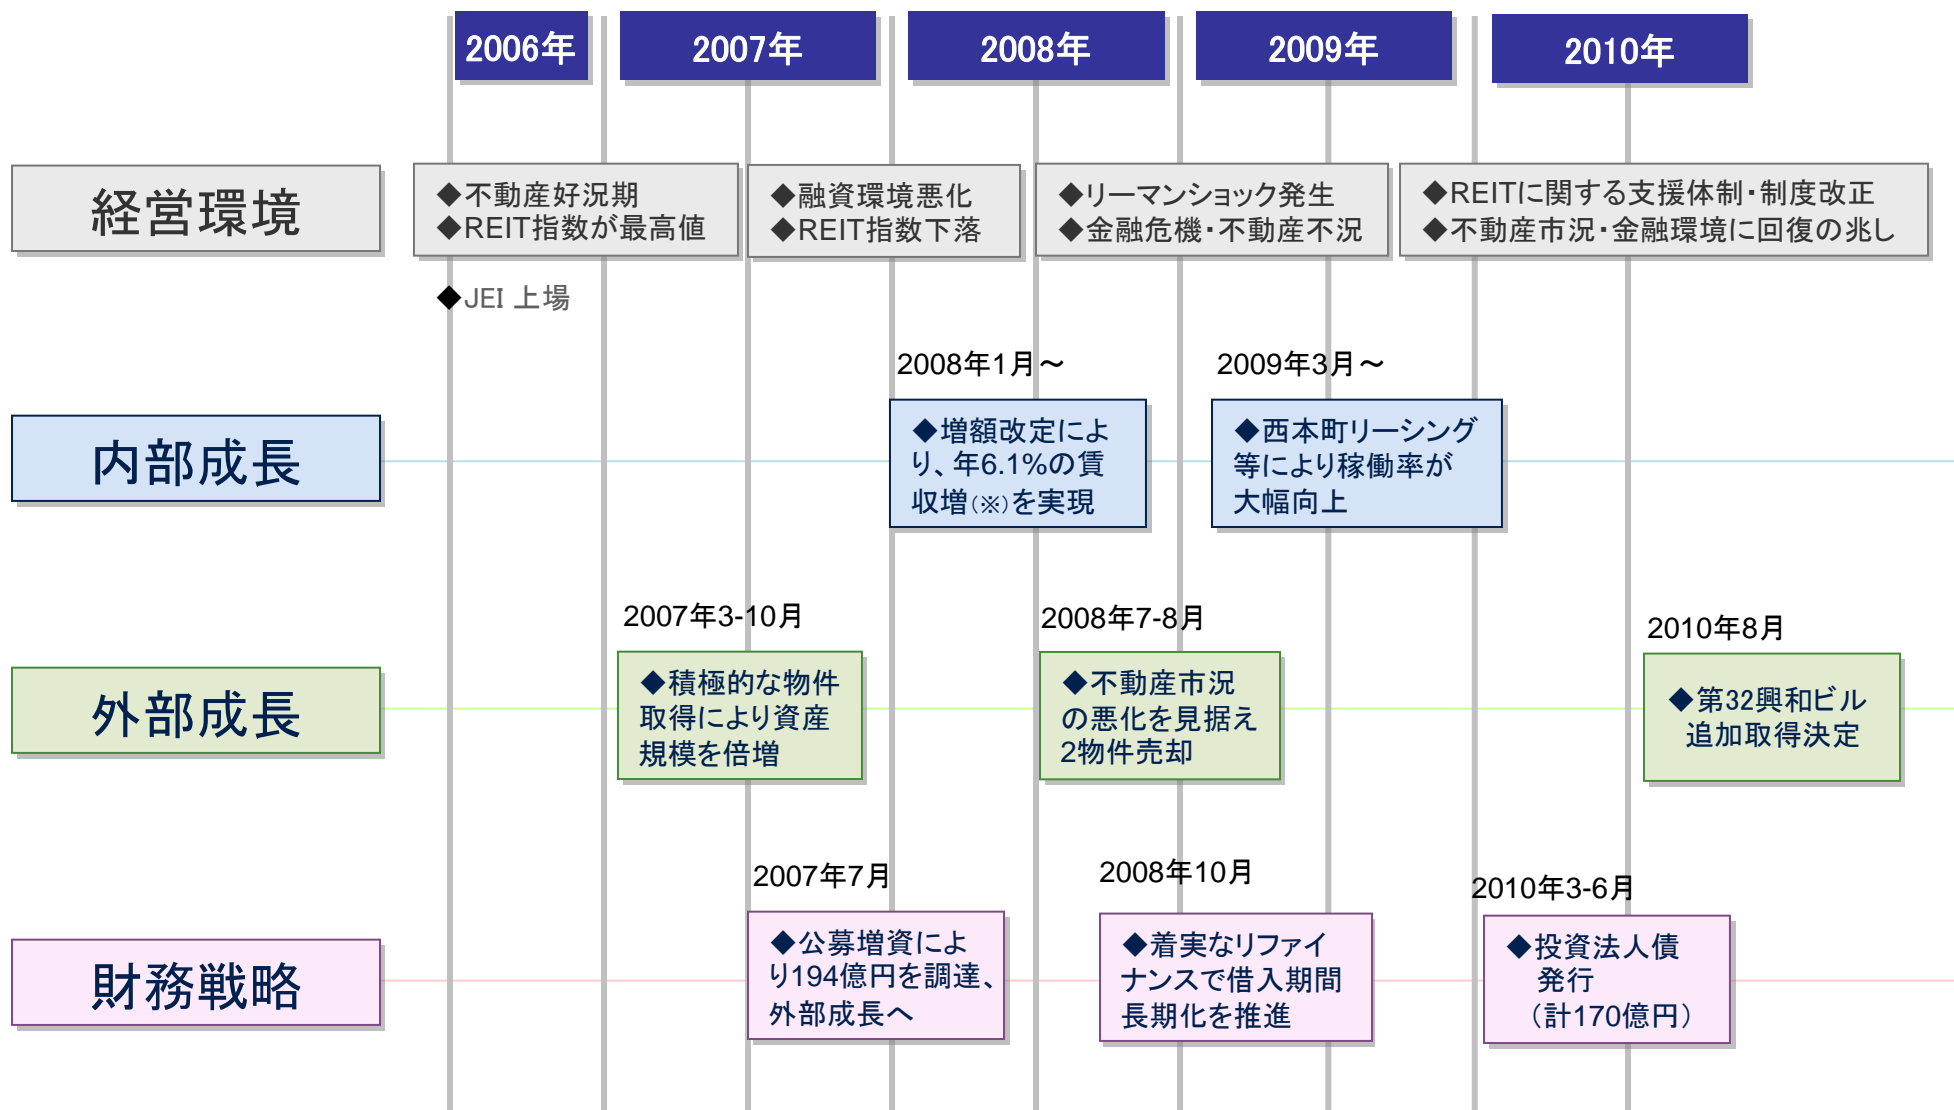 2006年
2007年
2008年
2009年
2010年
経営環境
◆不動産好況期
◆REIT指数が最高値
◆融資環境悪化
◆REIT指数下落
◆リーマンショック発生
◆金融危機・不動産不況
◆REITに関する支援体制・制度改正
◆不動産市況・金融環境に回復の兆し
◆JEI 上場
内部成長
2008年1月～
◆増額改定によ
り、年6.1%の賃
収増(※)を実現
2009年3月～
◆西本町リーシング
等により稼働率が
大幅向上
外部成長
2007年3-10月
◆積極的な物件
取得により資産
規模を倍増
2008年7-8月
◆不動産市況
の悪化を見据え
2物件売却
2010年8月
◆第32興和ビル
追加取得決定
財務戦略
2007年7月
◆公募増資によ
り194億円を調達、
外部成長へ
2008年10月
◆着実なリファイ
ナンスで借入期間
長期化を推進
2010年3-6月
◆投資法人債
発行
（計170億円）